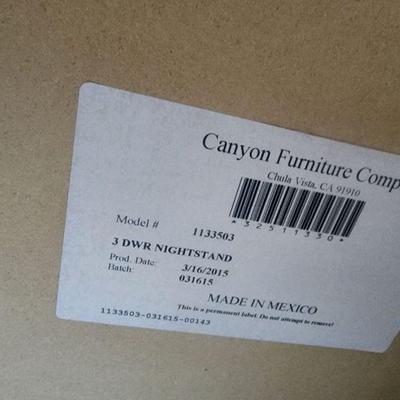 Canyon Furniture Comp
Chula Vista, CA 91910
*32511330*
Model # 1133503
3 DWR NIGHTSTAND
Prod. Date: 3/16/2015
Batch: 031615
MADE IN MEXICO
This is a permanent label. Do not attempt to remove!
1133503-031615-00143